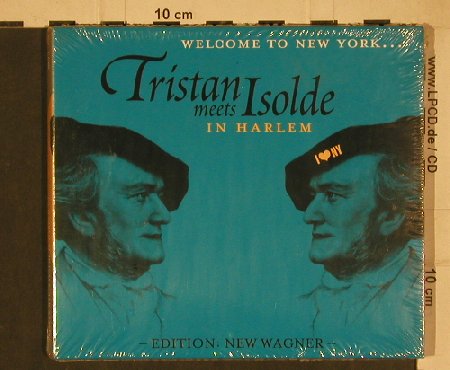 10 cm
WELCOME TO NEW YORK...
Tristan
meets Isolde
IN HARLEM
I ♥ NY
– EDITION: NEW WAGNER –
www.LPCD.de / CD
10 cm